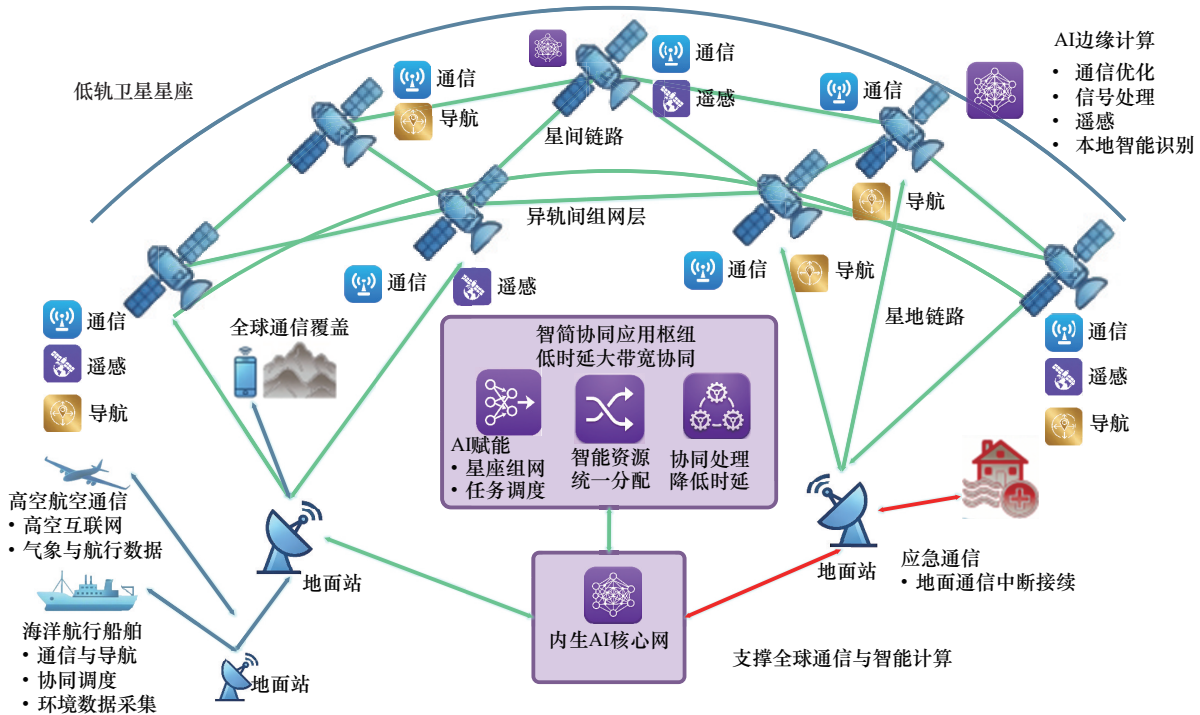 低轨卫星星座
通信
导航
通信
遥感
星间链路
通信
导航
AI边缘计算
• 通信优化
• 信号处理
• 遥感
• 本地智能识别
异轨间组网层
通信
遥感
通信
导航
星地链路
通信
遥感
导航
通信
遥感
导航
全球通信覆盖
智简协同应用枢纽
低时延大带宽协同
AI赋能
• 星座组网
• 任务调度
智能资源
统一分配
协同处理
降低时延
高空航空通信
• 高空互联网
• 气象与航行数据
地面站
海洋航行船舶
• 通信与导航
• 协同调度
• 环境数据采集
地面站
内生AI核心网
地面站
应急通信
• 地面通信中断接续
支撑全球通信与智能计算